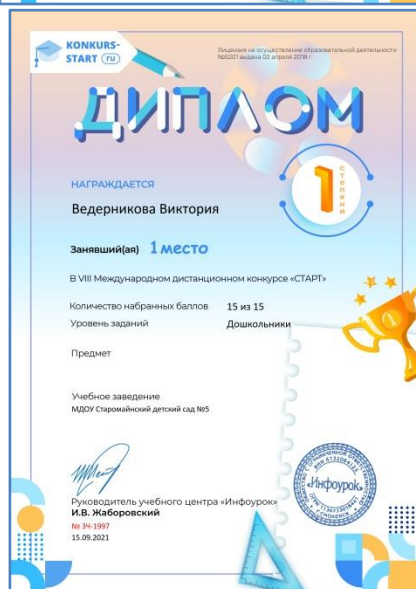 KONKURS-
START ru
Лицензия на осуществление образовательной деятельности
№5201 выдана 02 апреля 2018 г.
ДИПЛОМ
1
СТЕПЕНИ
НАГРАЖДАЕТСЯ
Ведерникова Виктория
Занявший(ая) 1 место
В VIII Международном дистанционном конкурсе «СТАРТ»
Количество набранных баллов 15 из 15
Уровень заданий Дошкольники
Предмет
1
Учебное заведение
МДОУ Старомайнский детский сад №5
Руководитель учебного центра «Инфоурок»
И.В. Жаборовский
№ 34-1997
15.09.2021
«Инфоурок»